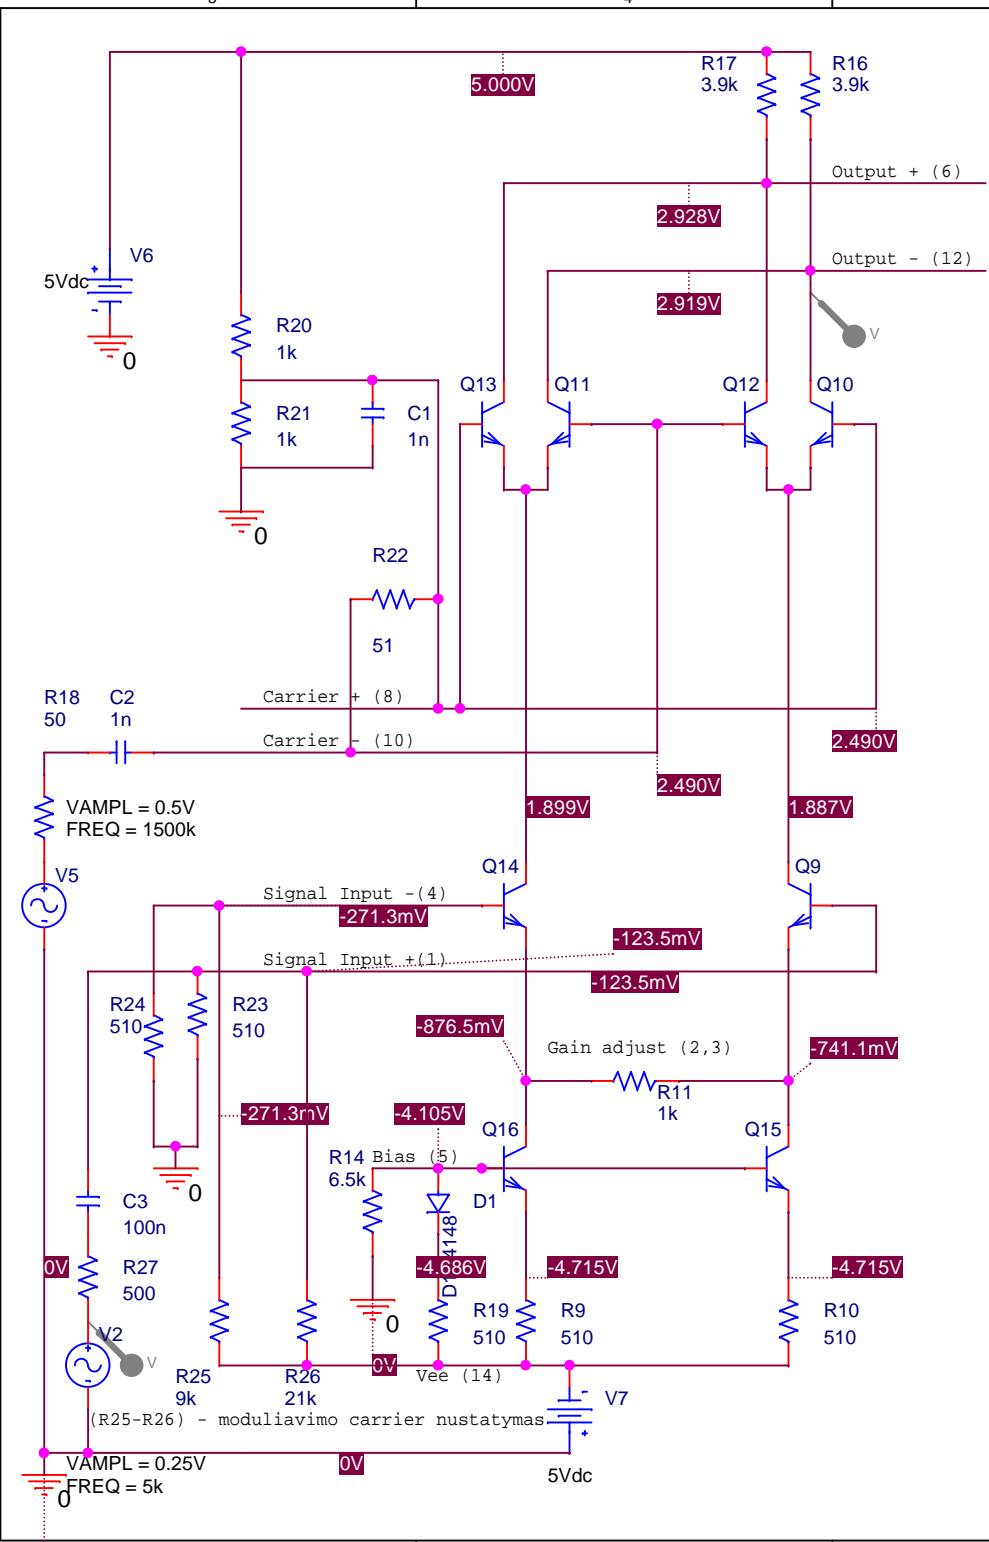 R17
3.9k
R16
3.9k
5.000V
Output + (6)
2.928V
V6
5Vdc
Output - (12)
2.919V
V
0
R20
1k
Q13
Q11
Q12
Q10
R21
1k
C1
1n
0
R22
51
R18
50
C2
1n
Carrier + (8)
Carrier - (10)
2.490V
2.490V
VAMPL = 0.5V
FREQ = 1500k
1.899V
1.887V
V5
Q14
Q9
Signal Input -(4)
-271.3mV
-123.5mV
Signal Input +(1)
-123.5mV
R24
510
R23
510
-876.5mV
Gain adjust (2,3)
-741.1mV
R11
1k
-271.3mV
-4.105V
Q16
Q15
R14
6.5k
Bias (5)
0
C3
100n
D1
0V
R27
500
-4.686V
-4.715V
-4.715V
V2
V
0
R19
510
R9
510
R10
510
R25
9k
R26
21k
0V
Vee (14)
V7
(R25-R26) - moduliavimo carrier nustatymas
0V
5Vdc
VAMPL = 0.25V
FREQ = 5k
0